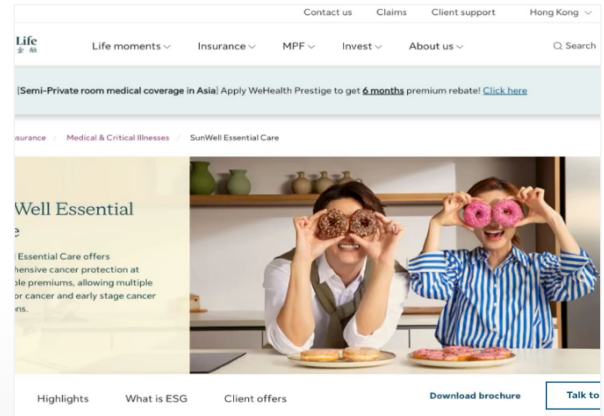 Contact us Claims Client support Hong Kong
Life
金融
Life moments Insurance MPF Invest About us Search
[Semi-Private room medical coverage in Asia] Apply WeHealth Prestige to get 6 months premium rebate! Click here
surance / Medical & Critical Illnesses / SunWell Essential Care
Well Essential
e
Essential Care offers
hensive cancer protection at
ble premiums, allowing multiple
or cancer and early stage cancer
ons.
Highlights What is ESG Client offers Download brochure Talk to